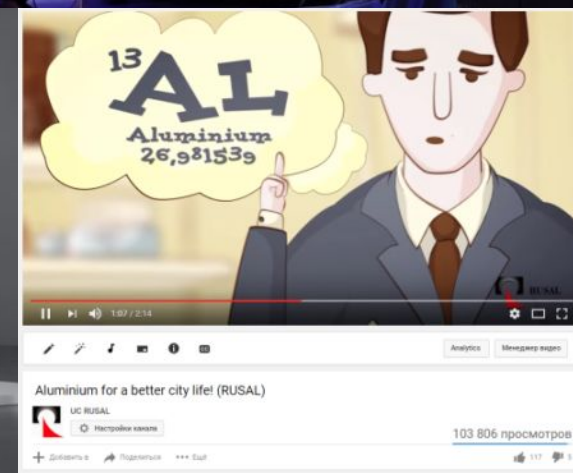 13
AL
Aluminium
26,981539
RUSAL
1:07 / 2:14
Analytics
Менеджер видео
Aluminium for a better city life! (RUSAL)
UC RUSAL
Настройки канала
103 806 просмотров
Добавить в
Поделиться
Ещё
117